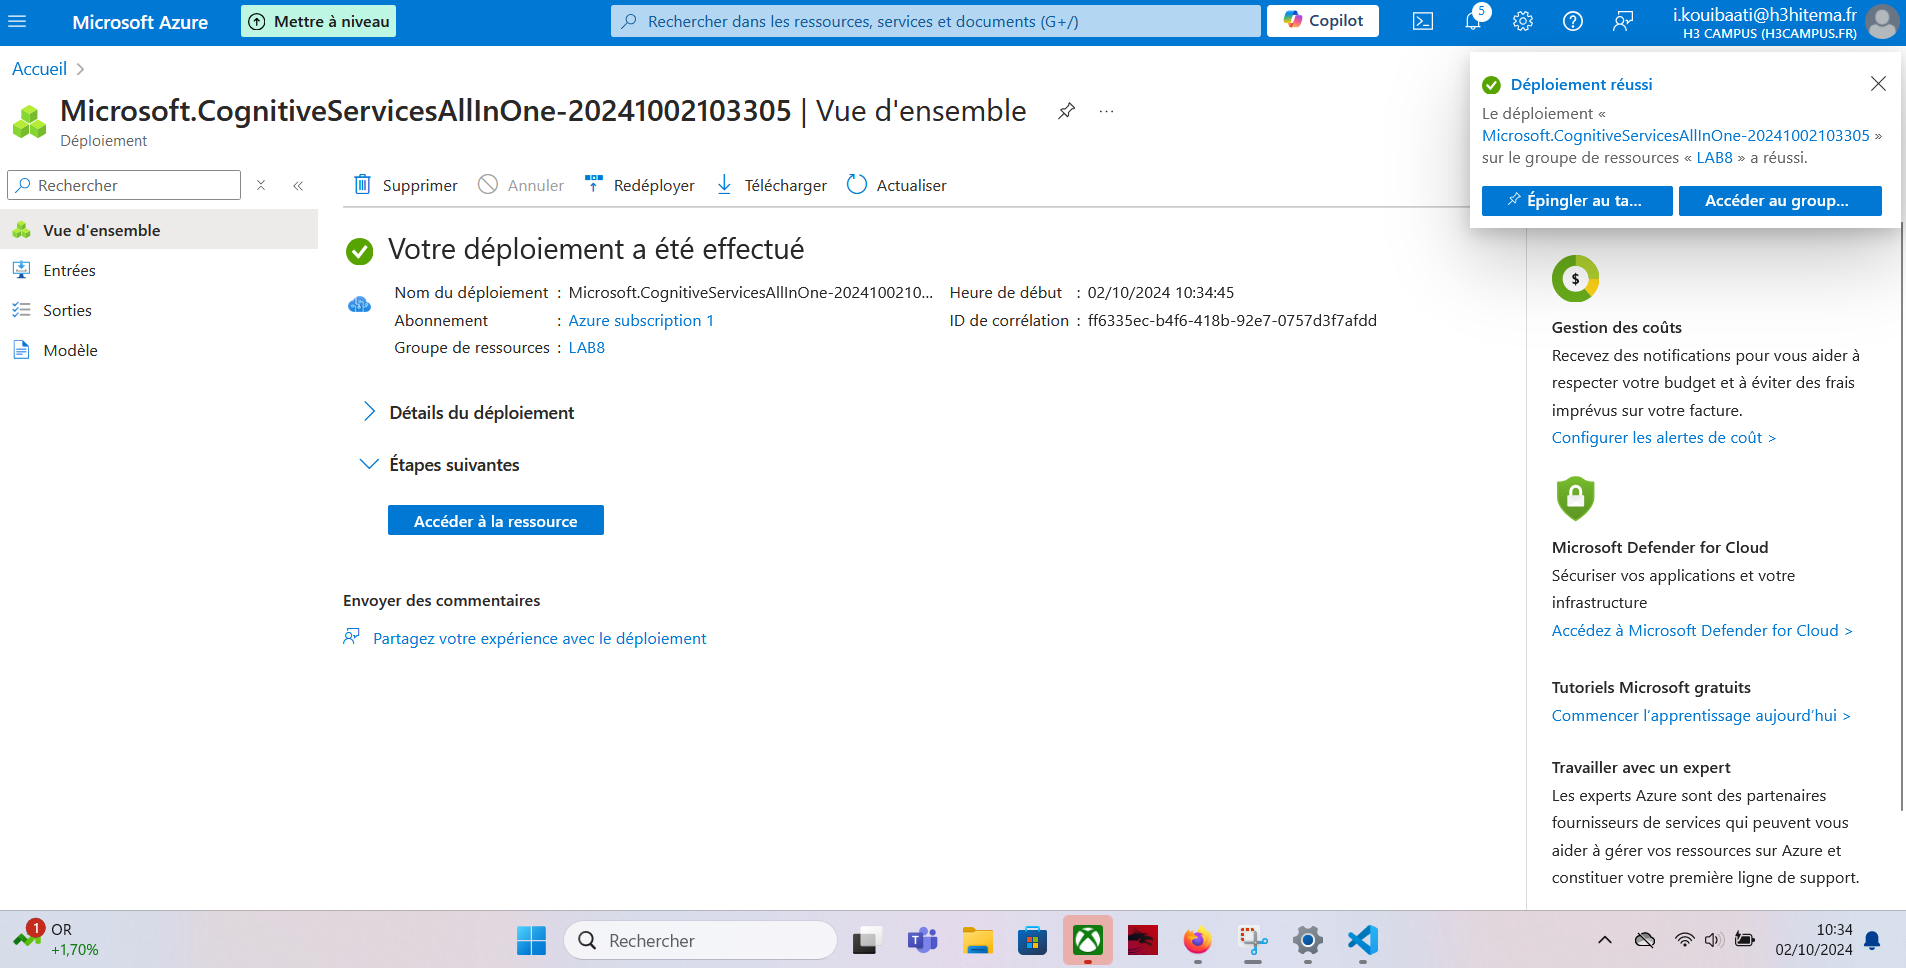 Microsoft Azure
Mettre à niveau
Rechercher dans les ressources, services et documents (G+/)
Copilot
5
i.kouibaati@h3hitema.fr
H3 CAMPUS (H3CAMPUS.FR)
Accueil
Microsoft.CognitiveServicesAllInOne-20241002103305 | Vue d'ensemble
Déploiement
Déploiement réussi
Le déploiement «
Microsoft.CognitiveServicesAllInOne-20241002103305 »
sur le groupe de ressources « LAB8 » a réussi.
Épingler au ta...
Accéder au group...
Rechercher
Supprimer
Annuler
Redéployer
Télécharger
Actualiser
Vue d'ensemble
Entrées
Sorties
Modèle
Votre déploiement a été effectué
Nom du déploiement : Microsoft.CognitiveServicesAllInOne-2024100210...
Abonnement : Azure subscription 1
Groupe de ressources : LAB8
Heure de début : 02/10/2024 10:34:45
ID de corrélation : ff6335ec-b4f6-418b-92e7-0757d3f7afdd
Détails du déploiement
Étapes suivantes
Accéder à la ressource
Envoyer des commentaires
Partagez votre expérience avec le déploiement
$
Gestion des coûts
Recevez des notifications pour vous aider à
respecter votre budget et à éviter des frais
imprévus sur votre facture.
Configurer les alertes de coût >
Microsoft Defender for Cloud
Sécuriser vos applications et votre
infrastructure
Accédez à Microsoft Defender for Cloud >
Tutoriels Microsoft gratuits
Commencer l'apprentissage aujourd'hui >
Travailler avec un expert
Les experts Azure sont des partenaires
fournisseurs de services qui peuvent vous
aider à gérer vos ressources sur Azure et
constituer votre première ligne de support.
1
OR
+1,70%
Rechercher
10:34
02/10/2024